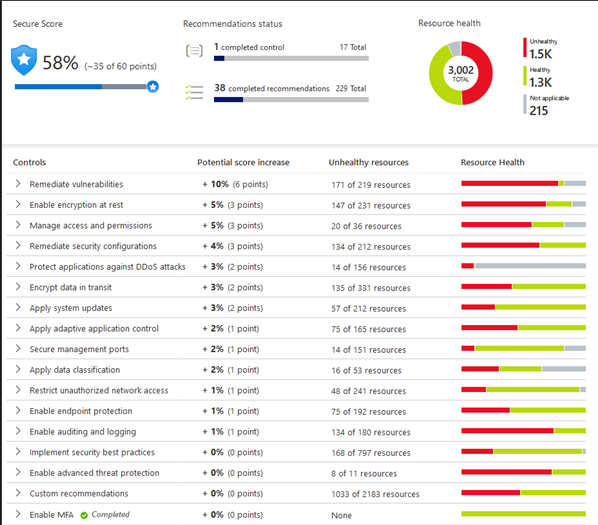 Secure Score
58% (~35 of 60 points)
Recommendations status
1 completed control 17 Total
38 completed recommendations 229 Total
Resource health
3,002
TOTAL
Unhealthy
1.5K
Healthy
1.3K
Not applicable
215
Controls Potential score increase Unhealthy resources Resource Health
Remediate vulnerabilities + 10% (6 points) 171 of 219 resources
Enable encryption at rest + 5% (3 points) 147 of 231 resources
Manage access and permissions + 5% (3 points) 20 of 36 resources
Remediate security configurations + 4% (3 points) 134 of 212 resources
Protect applications against DDoS attacks + 3% (2 points) 14 of 156 resources
Encrypt data in transit + 3% (2 points) 135 of 331 resources
Apply system updates + 3% (2 points) 57 of 212 resources
Apply adaptive application control + 2% (1 point) 75 of 165 resources
Secure management ports + 2% (1 point) 14 of 151 resources
Apply data classification + 2% (1 point) 16 of 53 resources
Restrict unauthorized network access + 1% (1 point) 48 of 241 resources
Enable endpoint protection + 1% (1 point) 75 of 192 resources
Enable auditing and logging + 1% (1 point) 134 of 180 resources
Implement security best practices + 0% (0 points) 168 of 797 resources
Enable advanced threat protection + 0% (0 points) 8 of 11 resources
Custom recommendations + 0% (0 points) 1033 of 2183 resources
Enable MFA Completed + 0% (0 points) None